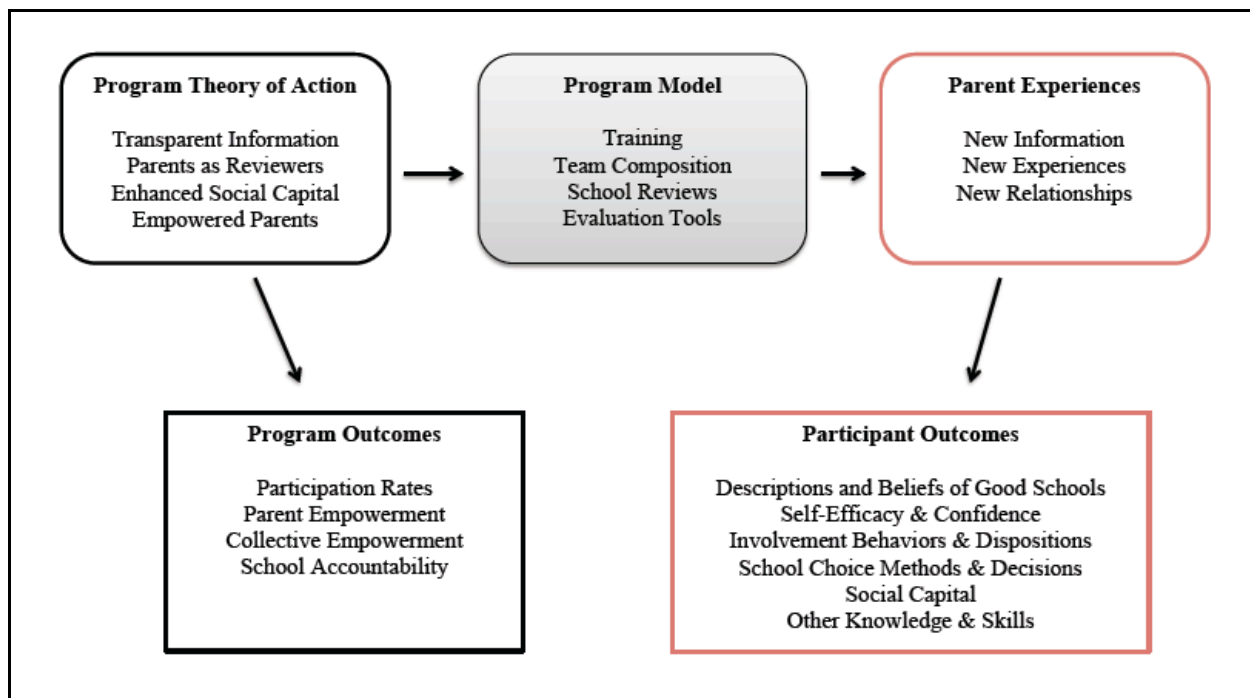 Program Theory of Action
Transparent Information
Parents as Reviewers
Enhanced Social Capital
Empowered Parents
Program Model
Training
Team Composition
School Reviews
Evaluation Tools
Parent Experiences
New Information
New Experiences
New Relationships
Program Outcomes
Participation Rates
Parent Empowerment
Collective Empowerment
School Accountability
Participant Outcomes
Descriptions and Beliefs of Good Schools
Self-Efficacy & Confidence
Involvement Behaviors & Dispositions
School Choice Methods & Decisions
Social Capital
Other Knowledge & Skills